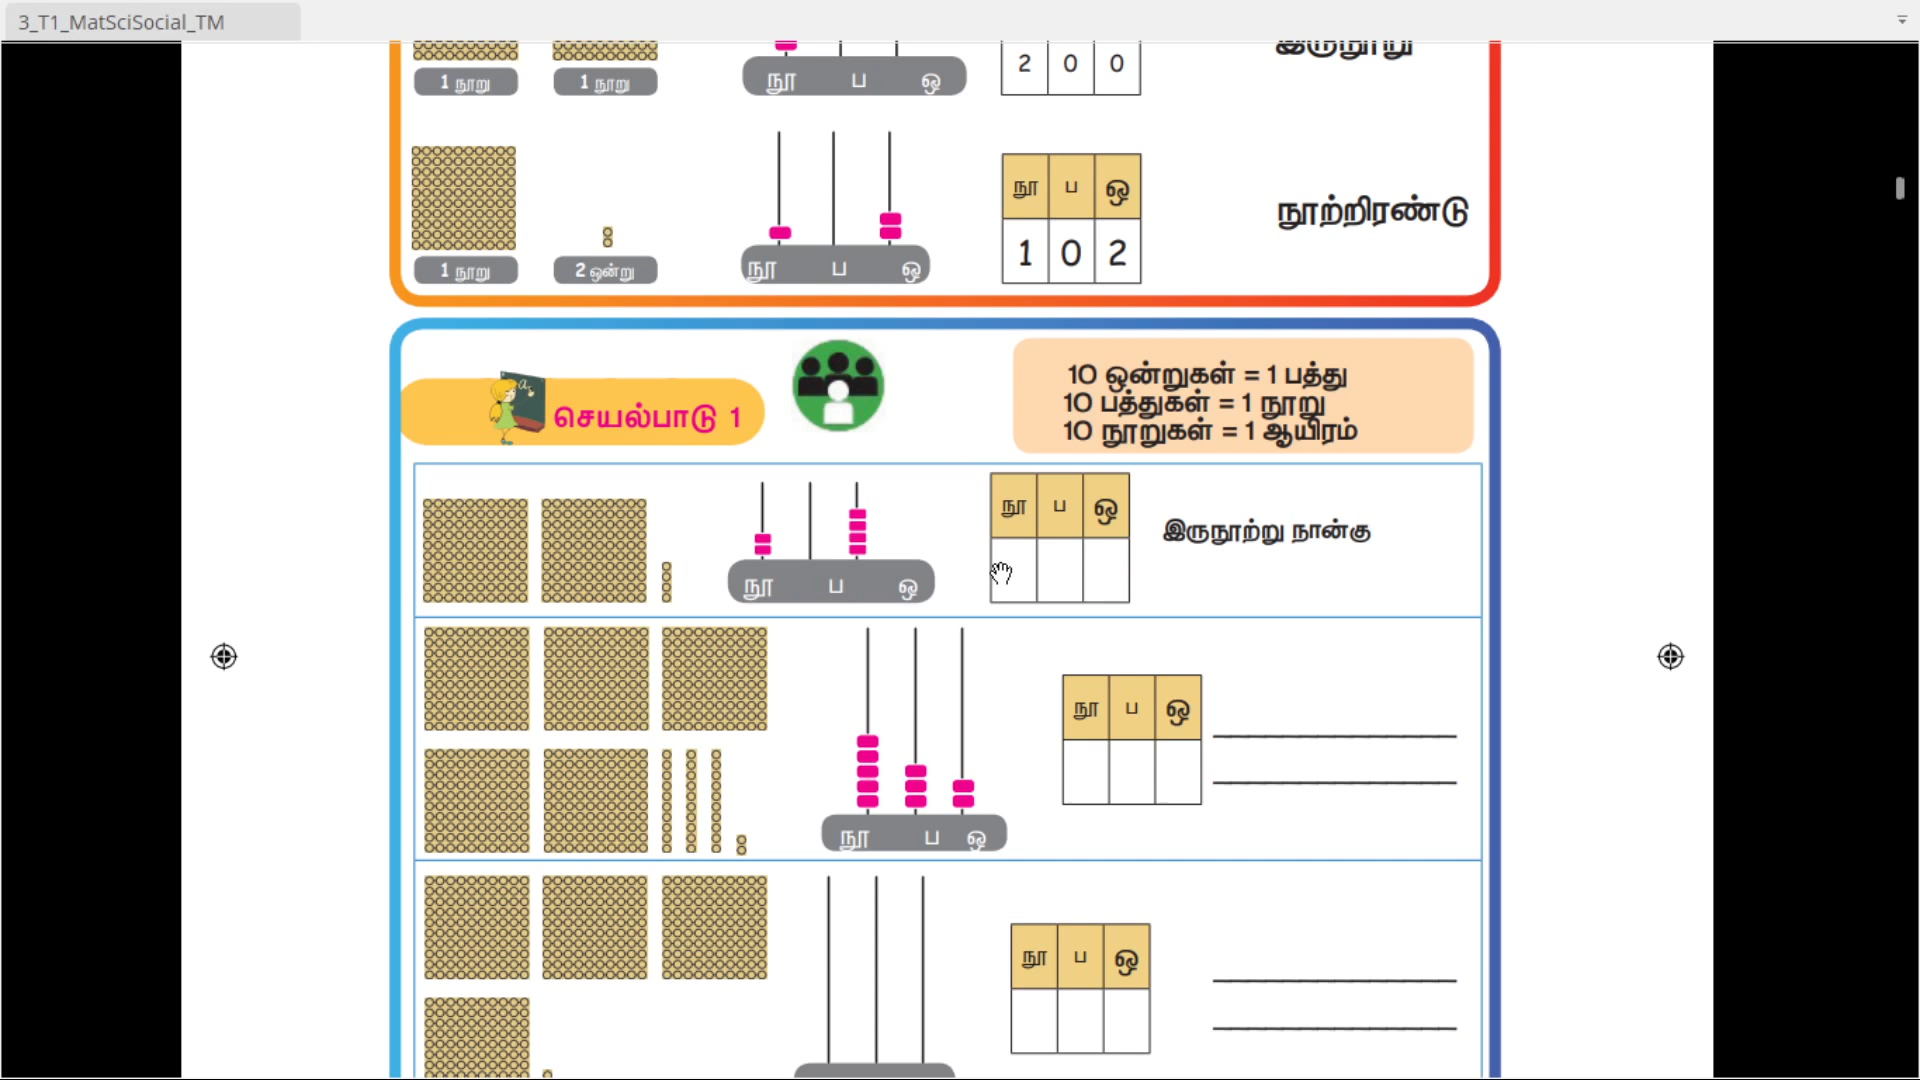 3_T1_MatSciSocial_TM
இருநூறு
2 0 0
1 நூறு 1 நூறு
நூ ப ஒ
நூ ப ஒ
நூற்றிரண்டு
1 0 2
1 நூறு 2 ஒன்று
நூ ப ஒ
10 ஒன்றுகள் = 1 பத்து
செயல்பாடு 1
10 பத்துகள் = 1 நூறு
10 நூறுகள் = 1 ஆயிரம்
நூ ப ஒ
இருநூற்று நான்கு
நூ ப ஒ
நூ ப ஒ
நூ ப ஒ
நூ ப ஒ